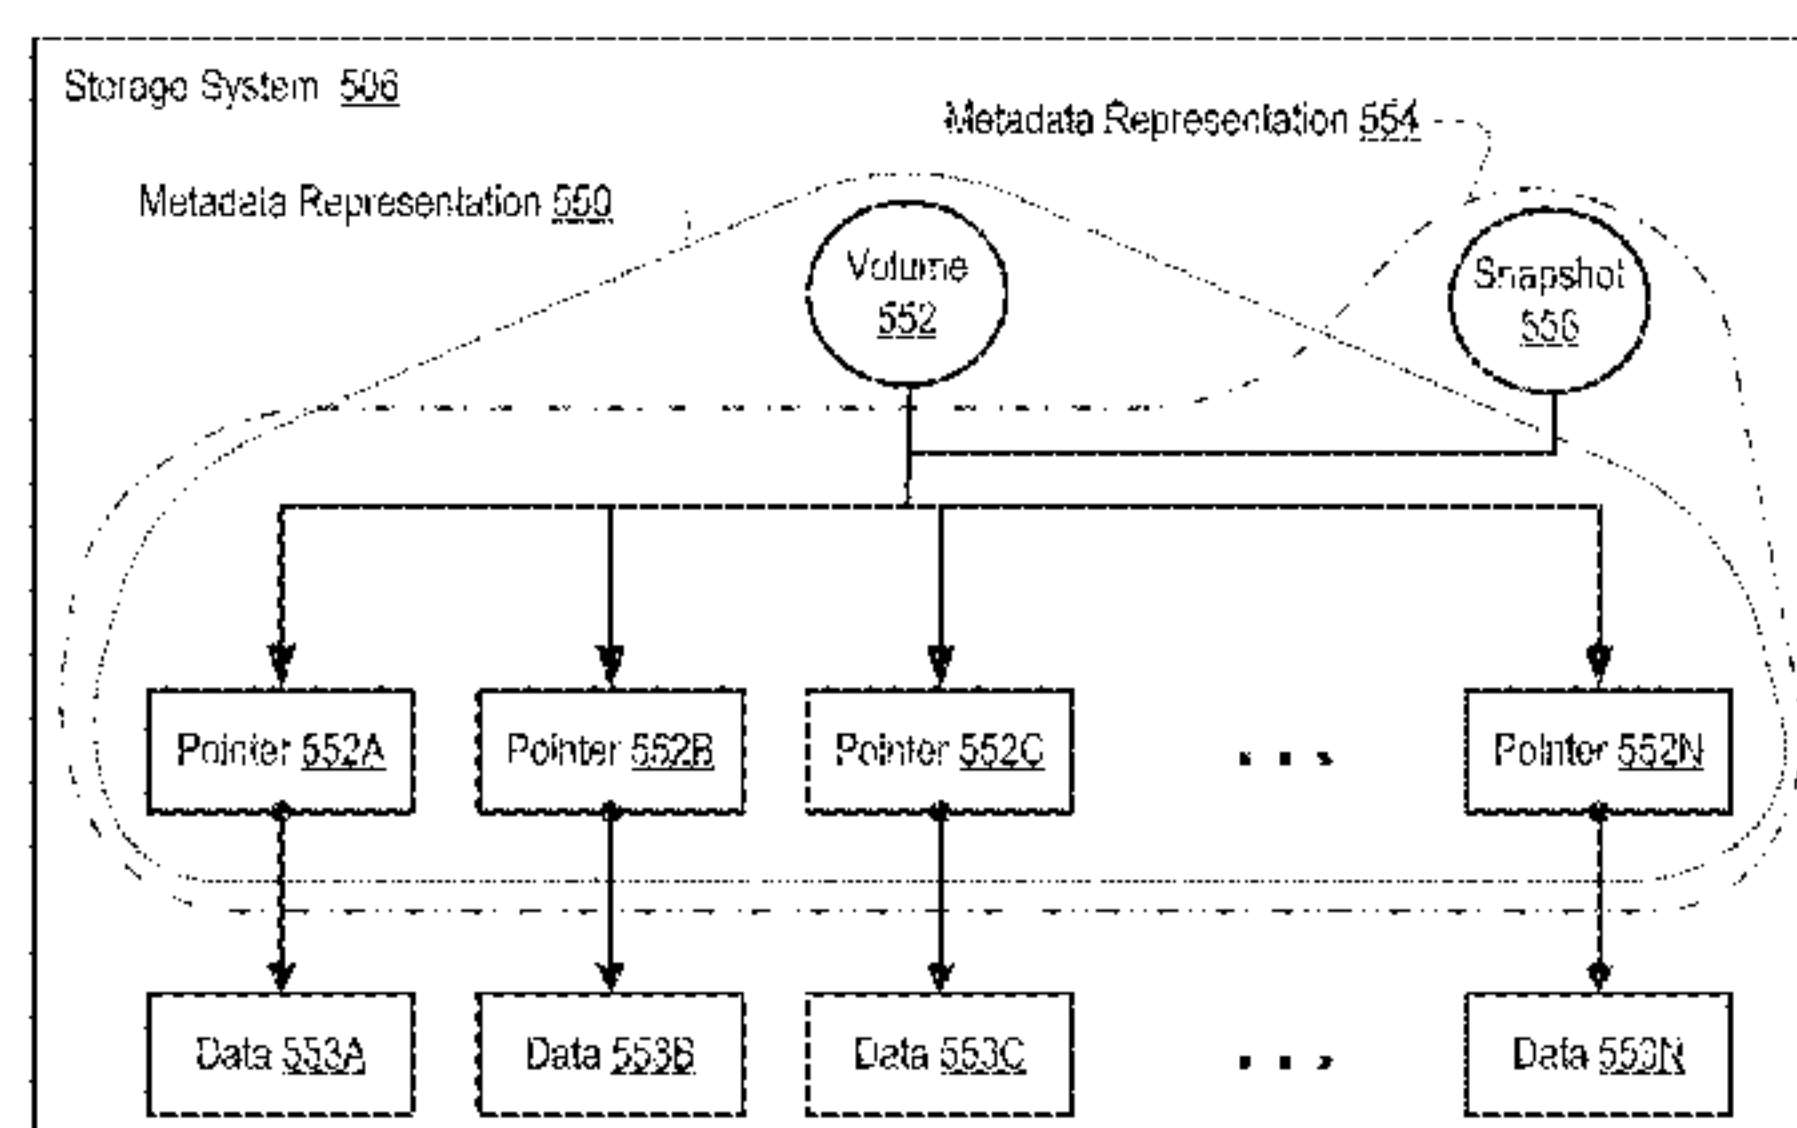 Storage System 506
Metadata Representation 554
Metadata Representation 550
Volume
552
Snapshot
556
Pointer 552A
Pointer 552B
Pointer 552C
. . .
Pointer 552N
Data 553A
Data 553B
Data 553C
. . .
Data 553N